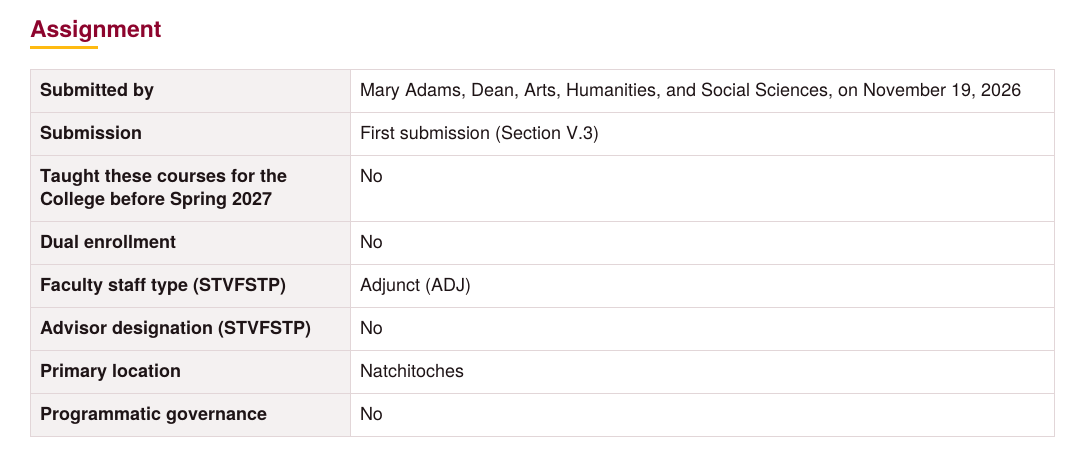 Assignment
Submitted by
Mary Adams, Dean, Arts, Humanities, and Social Sciences, on November 19, 2026
Submission
First submission (Section V.3)
Taught these courses for the
College before Spring 2027
No
Dual enrollment
No
Faculty staff type (STVFSTP)
Adjunct (ADJ)
Advisor designation (STVFSTP)
No
Primary location
Natchitoches
Programmatic governance
No